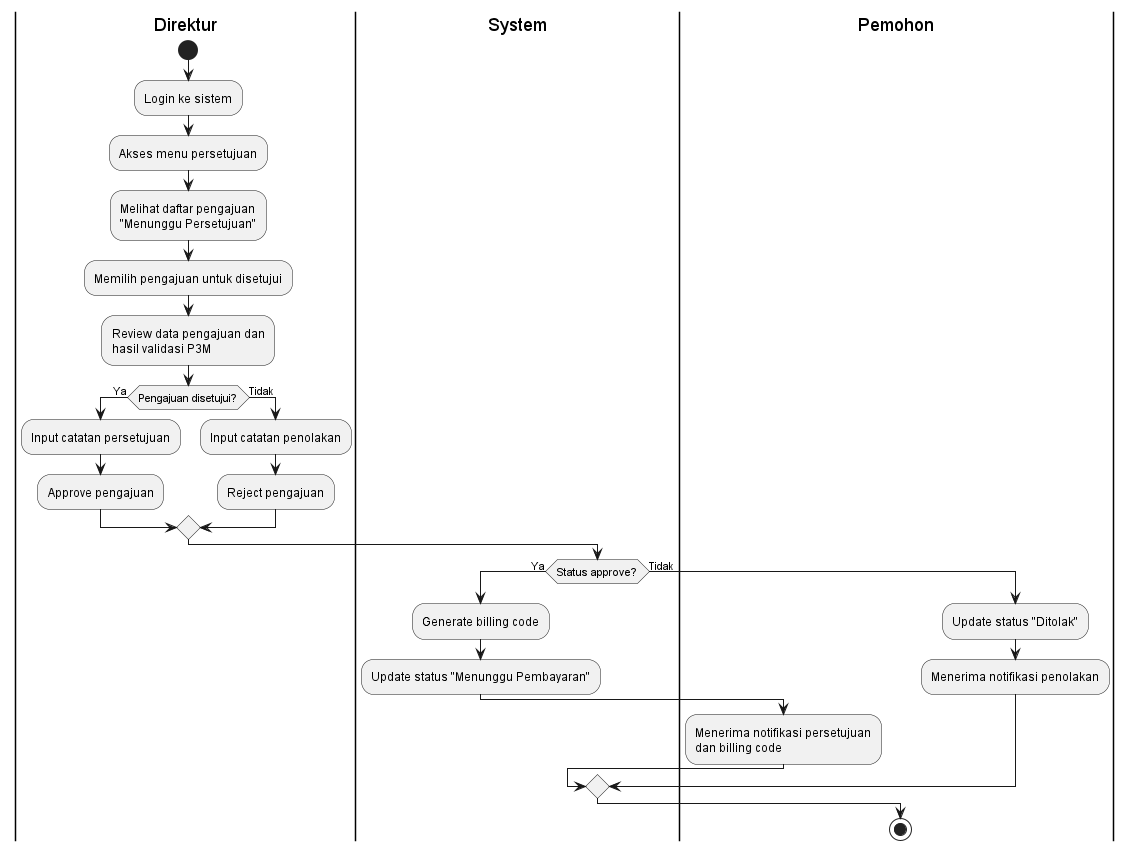 Direktur
System
Pemohon
Login ke sistem
Akses menu persetujuan
Melihat daftar pengajuan
"Menunggu Persetujuan"
Memilih pengajuan untuk disetujui
Review data pengajuan dan
hasil validasi P3M
Ya
Pengajuan disetujui?
Tidak
Input catatan persetujuan
Input catatan penolakan
Approve pengajuan
Reject pengajuan
Ya
Status approve?
Tidak
Generate billing code
Update status "Ditolak"
Update status "Menunggu Pembayaran"
Menerima notifikasi penolakan
Menerima notifikasi persetujuan
dan billing code